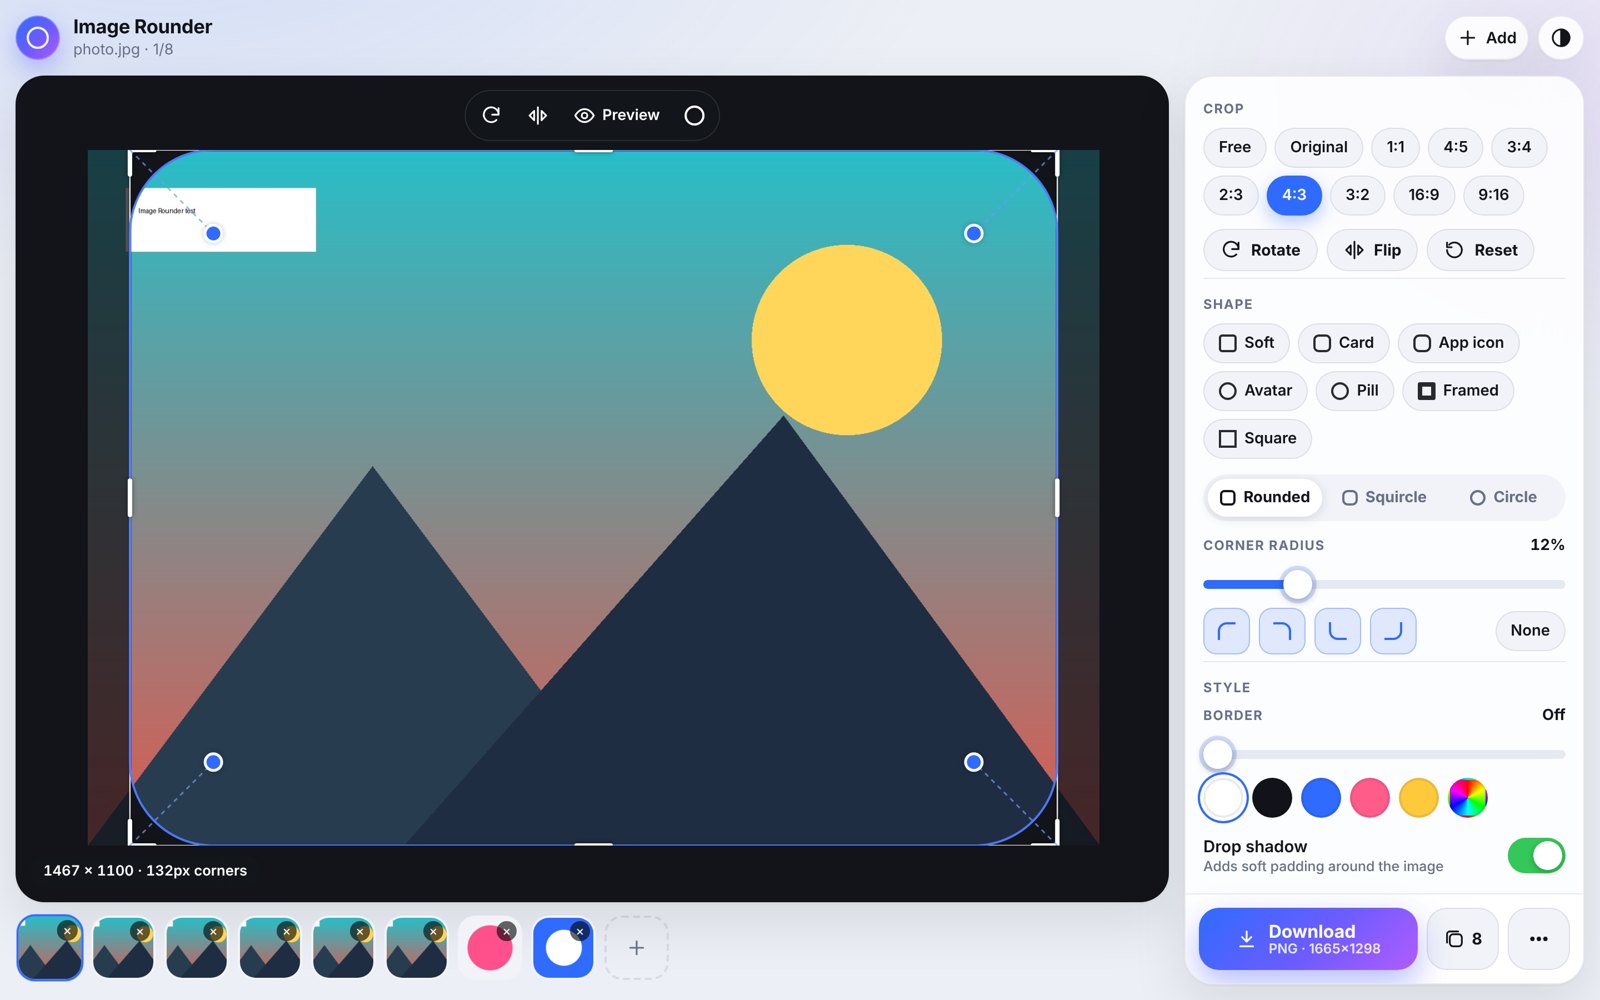 Image Rounder
photo.jpg · 1/8
Add
Preview
Image Rounder test
1467 × 1100 · 132px corners
CROP
Free Original 1:1 4:5 3:4
2:3 4:3 3:2 16:9 9:16
Rotate Flip Reset
SHAPE
Soft Card App icon
Avatar Pill Framed
Square
Rounded Squircle Circle
CORNER RADIUS 12%
None
STYLE
BORDER Off
Drop shadow
Adds soft padding around the image
Download
PNG · 1665×1298
8